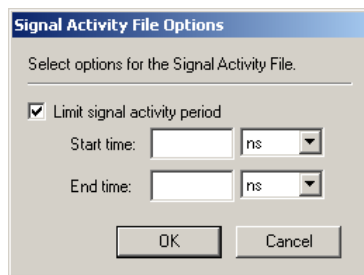 Signal Activity File Options
Select options for the Signal Activity File.
Limit signal activity period
Start time: ns
End time: ns
OK Cancel